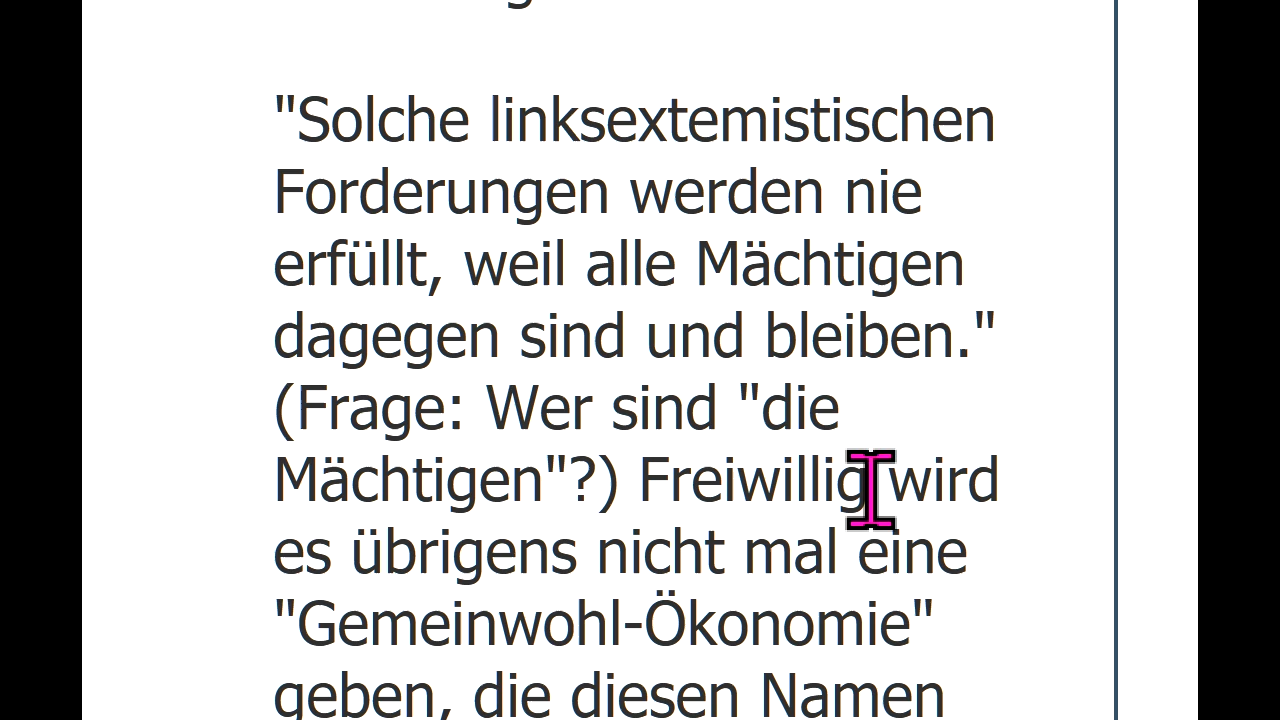 "Solche linksextemistischen
Forderungen werden nie
erfüllt, weil alle Mächtigen
dagegen sind und bleiben."
(Frage: Wer sind "die
Mächtigen"?) Freiwillig wird
es übrigens nicht mal eine
"Gemeinwohl-Ökonomie"
geben, die diesen Namen